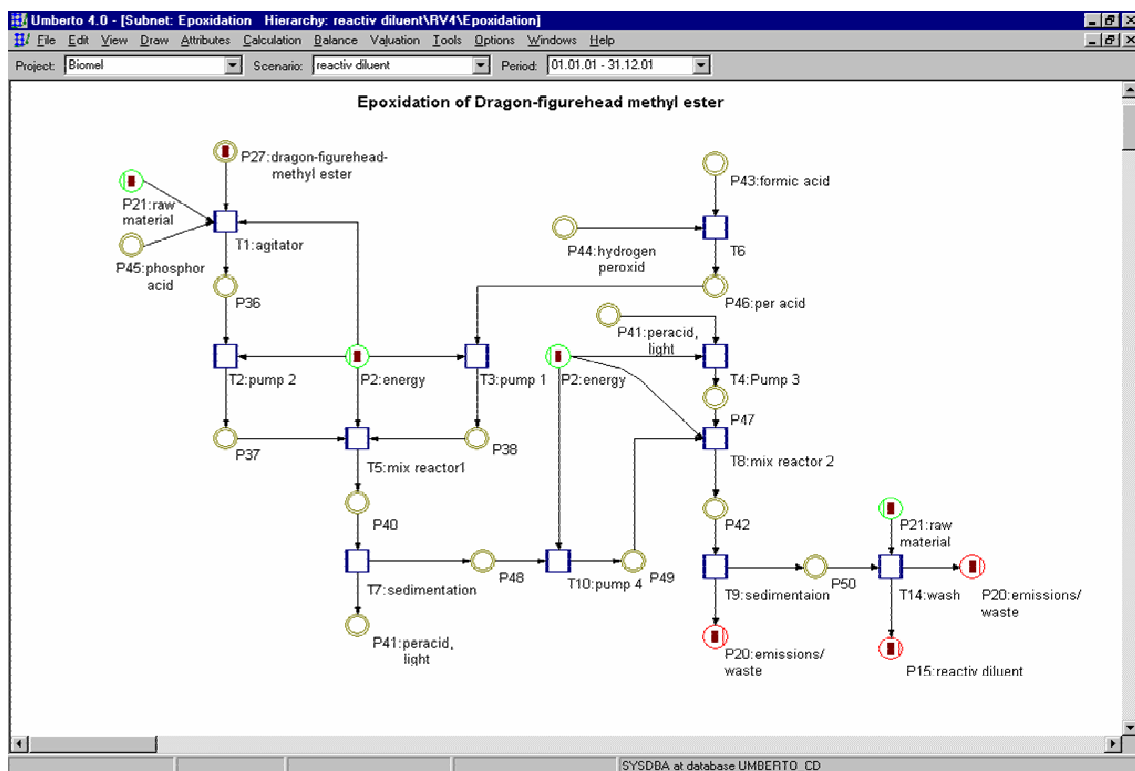 Umberto 4.0 - [Subnet: Epoxidation   Hierarchy: reactiv diluent\RV4\Epoxidation]
File Edit View Draw Attributes Calculation Balance Valuation Tools Options Windows Help
Project: Biomel Scenario: reactiv diluent Period: 01.01.01 - 31.12.01
Epoxidation of Dragon-figurehead methyl ester
P27:dragon-figurehead-
methyl ester
P21:raw
material
P45:phosphor
acid
T1:agitator
P36
P43:formic acid
P44:hydrogen
peroxid
T6
P46:per acid
P41:peracid,
light
T2:pump 2
P2:energy
T3:pump 1
P2:energy
T4:Pump 3
P47
P37
T5:mix reactor1
P38
T8:mix reactor 2
P40
P42
P21:raw
material
T7:sedimentation
P48
T10:pump 4
P49
T9:sedimentaion
P50
T14:wash
P20:emissions/
waste
P41:peracid,
light
P20:emissions/
waste
P15:reactiv diluent
SYSDBA at database UMBERTO_CD